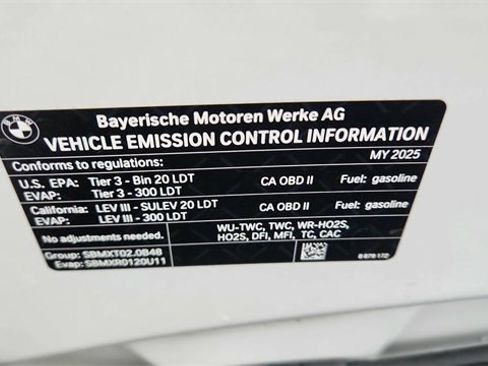 BMW
Bayerische Motoren Werke AG
VEHICLE EMISSION CONTROL INFORMATION
Conforms to regulations: MY 2025
U.S. EPA: Tier 3 - Bin 20 LDT CA OBD II Fuel: gasoline
EVAP: Tier 3 - 300 LDT
California: LEV III - SULEV 20 LDT CA OBD II Fuel: gasoline
EVAP: LEV III - 300 LDT
No adjustments needed. WU-TWC, TWC, WR-HO2S,
HO2S, DFI, MFI, TC, CAC
Group: SBMXT02.0B48
Evap: SBMXR0120U11